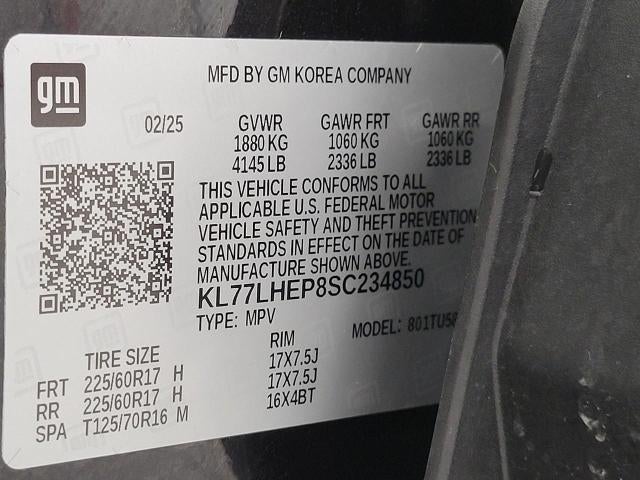 gm
MFD BY GM KOREA COMPANY
02/25 GVWR GAWR FRT GAWR RR
1880 KG 1060 KG 1060 KG
4145 LB 2336 LB 2336 LB
THIS VEHICLE CONFORMS TO ALL
APPLICABLE U.S. FEDERAL MOTOR
VEHICLE SAFETY AND THEFT PREVENTION
STANDARDS IN EFFECT ON THE DATE OF
MANUFACTURE SHOWN ABOVE.
KL77LHEP8SC234850
TYPE: MPV MODEL: 801TU58
TIRE SIZE RIM
FRT 225/60R17 H 17X7.5J
RR 225/60R17 H 17X7.5J
SPA T125/70R16 M 16X4BT